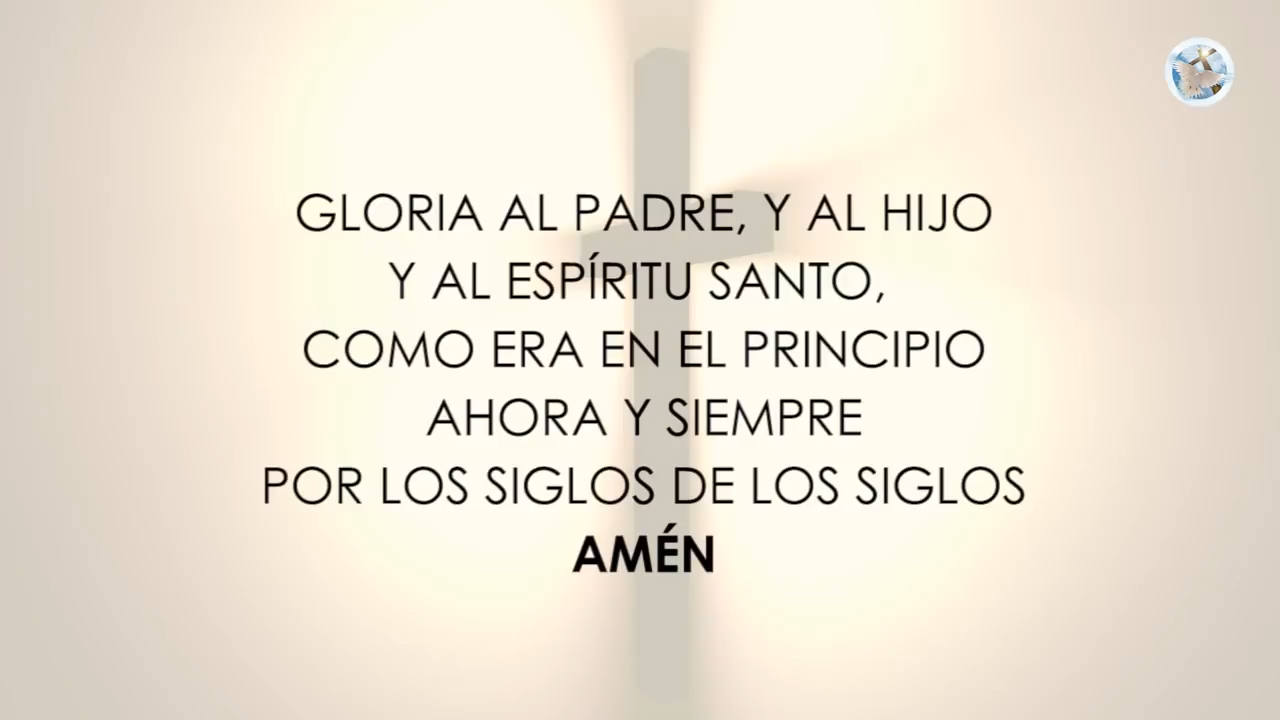 GLORIA AL PADRE, Y AL HIJO
Y AL ESPÍRITU SANTO,
COMO ERA EN EL PRINCIPIO
AHORA Y SIEMPRE
POR LOS SIGLOS DE LOS SIGLOS
AMÉN